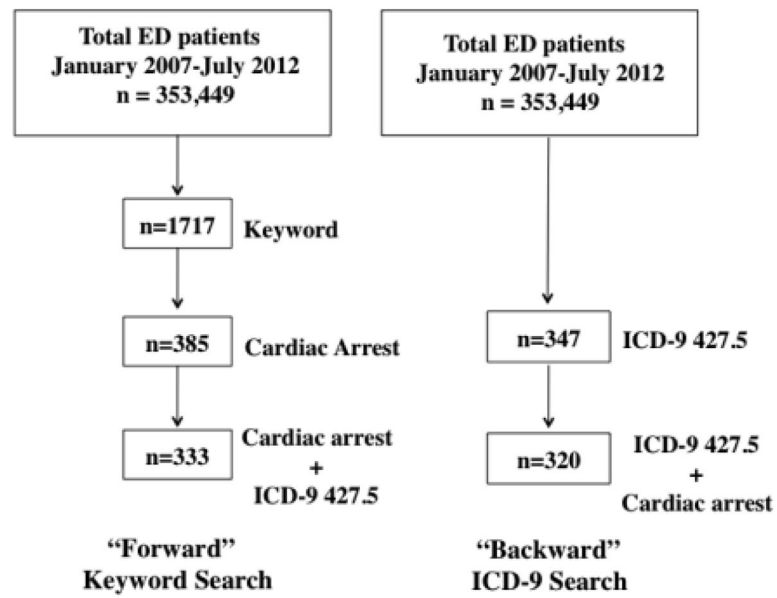 Total ED patients
January 2007-July 2012
n = 353,449
n=1717
Keyword
n=385
Cardiac Arrest
n=333
Cardiac arrest
+
ICD-9 427.5
“Forward”
Keyword Search
Total ED patients
January 2007-July 2012
n = 353,449
n=347
ICD-9 427.5
n=320
ICD-9 427.5
+
Cardiac arrest
“Backward”
ICD-9 Search